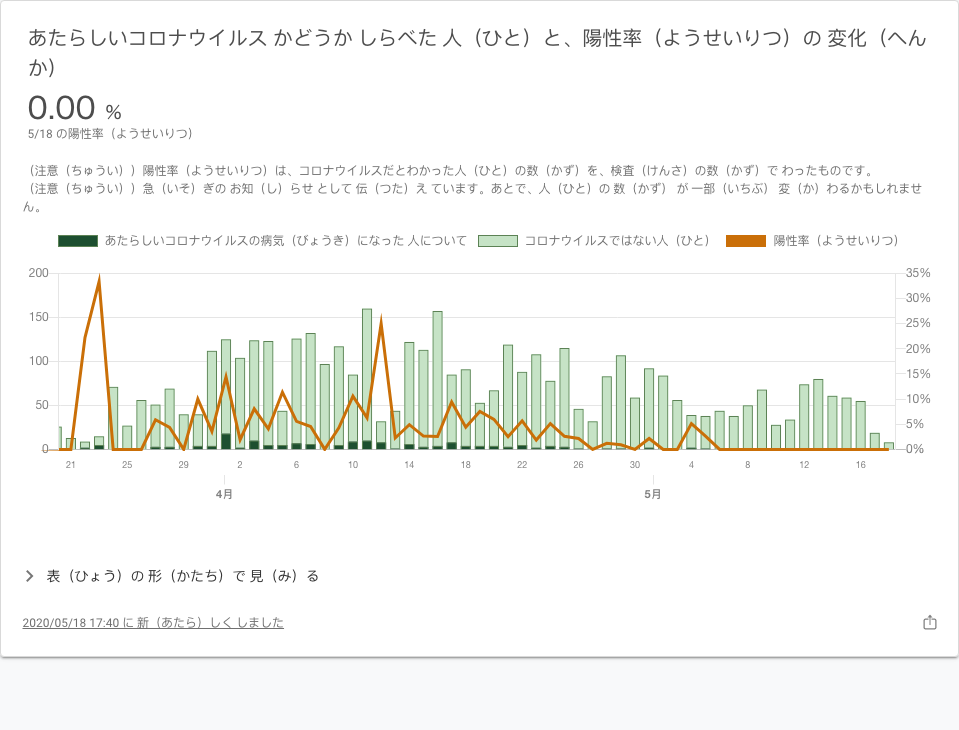 あたらしいコロナウイルス かどうか しらべた 人（ひと）と、陽性率（ようせいりつ）の 変化（へん
か）
0.00 %
5/18 の陽性率（ようせいりつ）
（注意（ちゅうい））陽性率（ようせいりつ）は、コロナウイルスだとわかった人（ひと）の数（かず）を、検査（けんさ）の数（かず）で わったものです。
（注意（ちゅうい））急（いそ）ぎの お知（し）らせ として 伝（つた）え ています。あとで、人（ひと）の 数（かず） が 一部（いちぶ） 変（か）わるかもしれませ
ん。
あたらしいコロナウイルスの病気（びょうき）になった 人について コロナウイルスではない人（ひと） 陽性率（ようせいりつ）
200 35%
30%
150 25%
20%
100 15%
50 10%
5%
0 0%
21 25 29 2 6 10 14 18 22 26 30 4 8 12 16
4月 5月
表（ひょう）の 形（かたち）で 見（み）る
2020/05/18 17:40 に 新（あたら）しく しました